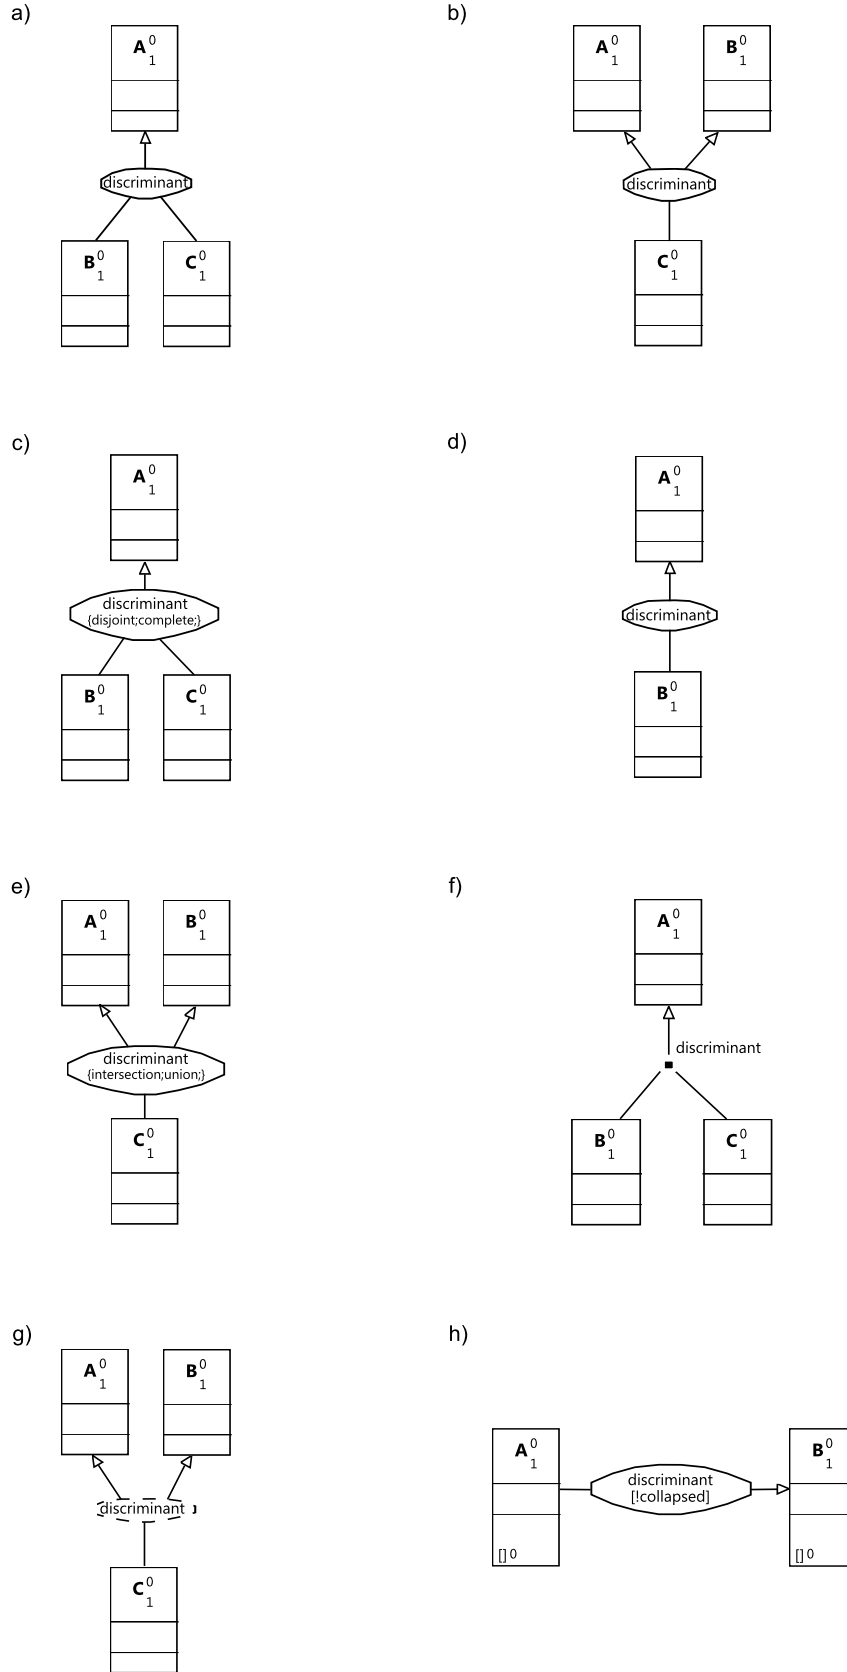 a)
A 0 1
discriminant
B 0 1
C 0 1
b)
A 0 1
B 0 1
discriminant
C 0 1
c)
A 0 1
discriminant
{disjoint;complete;}
B 0 1
C 0 1
d)
A 0 1
discriminant
B 0 1
e)
A 0 1
B 0 1
discriminant
{intersection;union;}
C 0 1
f)
A 0 1
discriminant
B 0 1
C 0 1
g)
A 0 1
B 0 1
discriminant
C 0 1
h)
A 0 1
[] 0
discriminant
[!collapsed]
B 0 1
[] 0